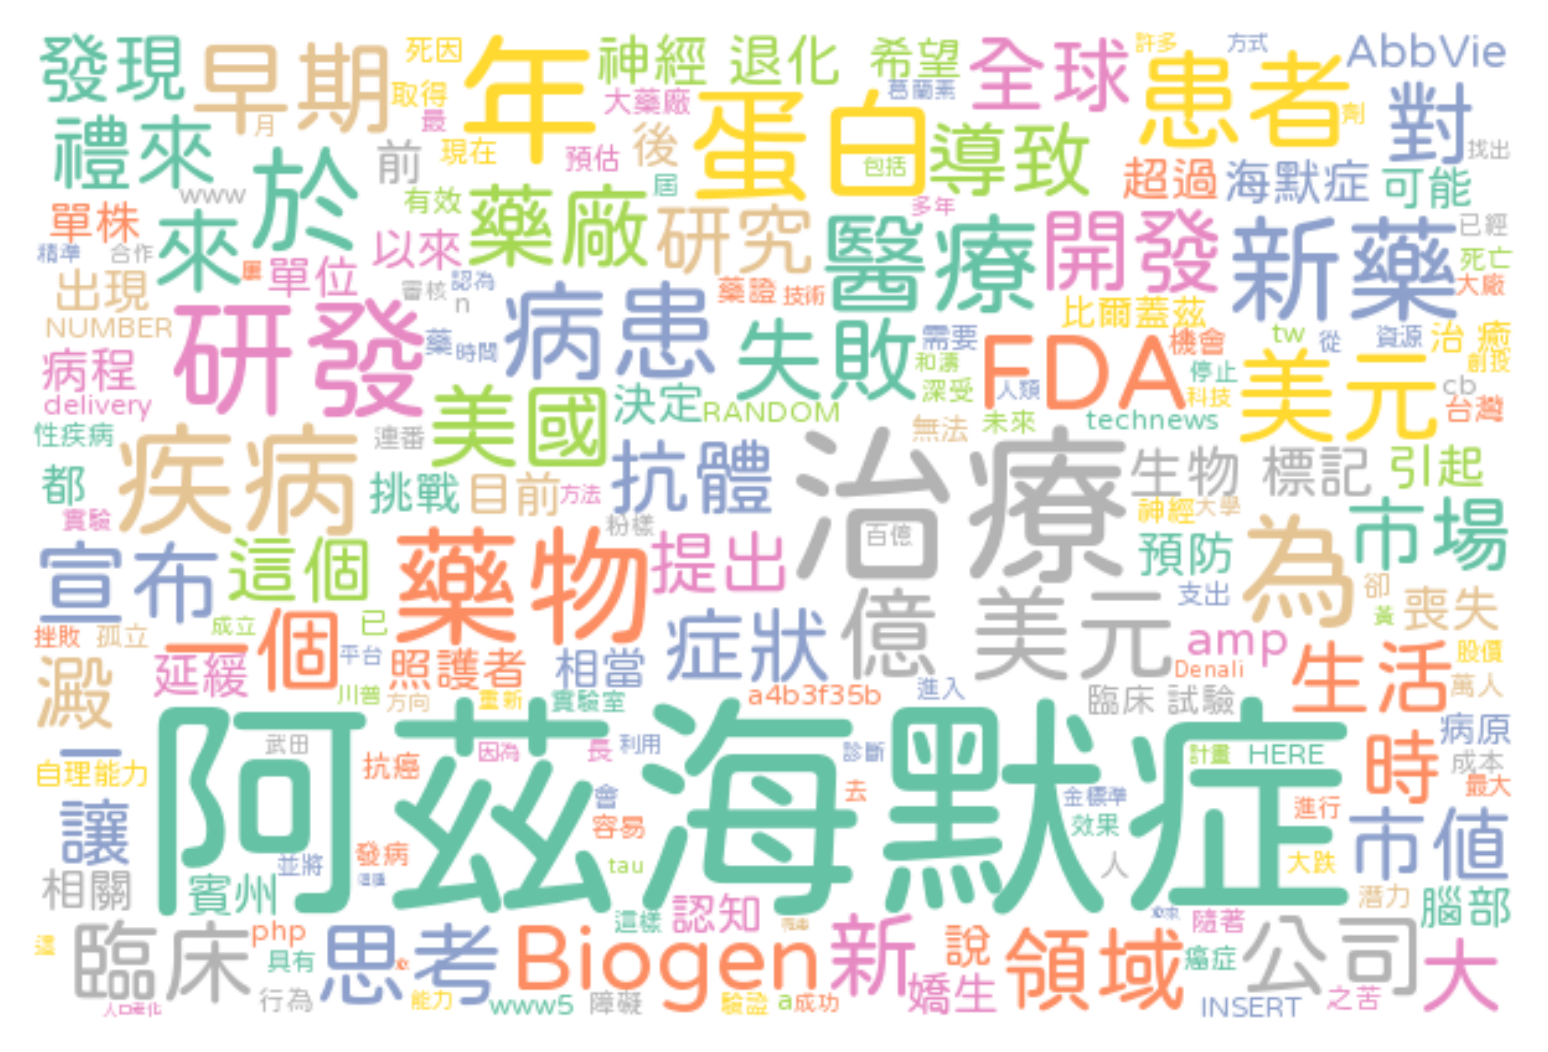 發現 早期 死因 年 神經 退化 希望 全球 許多 方式 AbbVie
取得 大藥廠 葛蘭素 患者 劑 對
禮來 月 最 蛋白 包括 導致 找出
於 前 現在 預估 後 超過 海默症 可能
www 有效 藥廠 屆 研究 多年
單株 來 以來 醫療 開發 新藥 已經
精準 合作 單位 死亡
出現 審核 認為 n 病患 藥證 技術 比爾蓋茲 大廠
NUMBER 研發 藥 時間 失敗 需要 FDA 機會 tw 從 資源 治癒
病程 和濟 創投
delivery 美國 決定 深受 人類 停止 科技 美元 cb
RANDOM 未來 technews 台灣
性疾病 疾病 連番 無法
都 挑戰 目前 方法 抗體 治療 百億 生物 標記 引起
實驗 粉樣 神經 大學 市場
宣布 這個 藥物 提出 預防 為
億 美元 支出 卻 喪失
挫敗 孤立 成立 一個 已 症狀 amp 黃
澱 延緩 平台 照護者 相當 Denali 生活 股價
川普 方向 重新 實驗室 a4b3f35b 進入 臨床 試驗 萬人
一 阿茲海默症 病原
武田 因為 長 利用 診斷 計畫 HERE 時 成本
自理能力 抗癌 去 最大
讓 會 容易 金標準 進行 市值
並將 發病 tau 效果 人 大跌
相關 賓州 潛力 腦部
這樣 認知 隨著
臨床 php 思考 Biogen 新 說 領域 癌症 公司 大
具有
行為 能力 www5 障礙 驗證 a 成功 嬌生 INSERT 之苦
人口老化